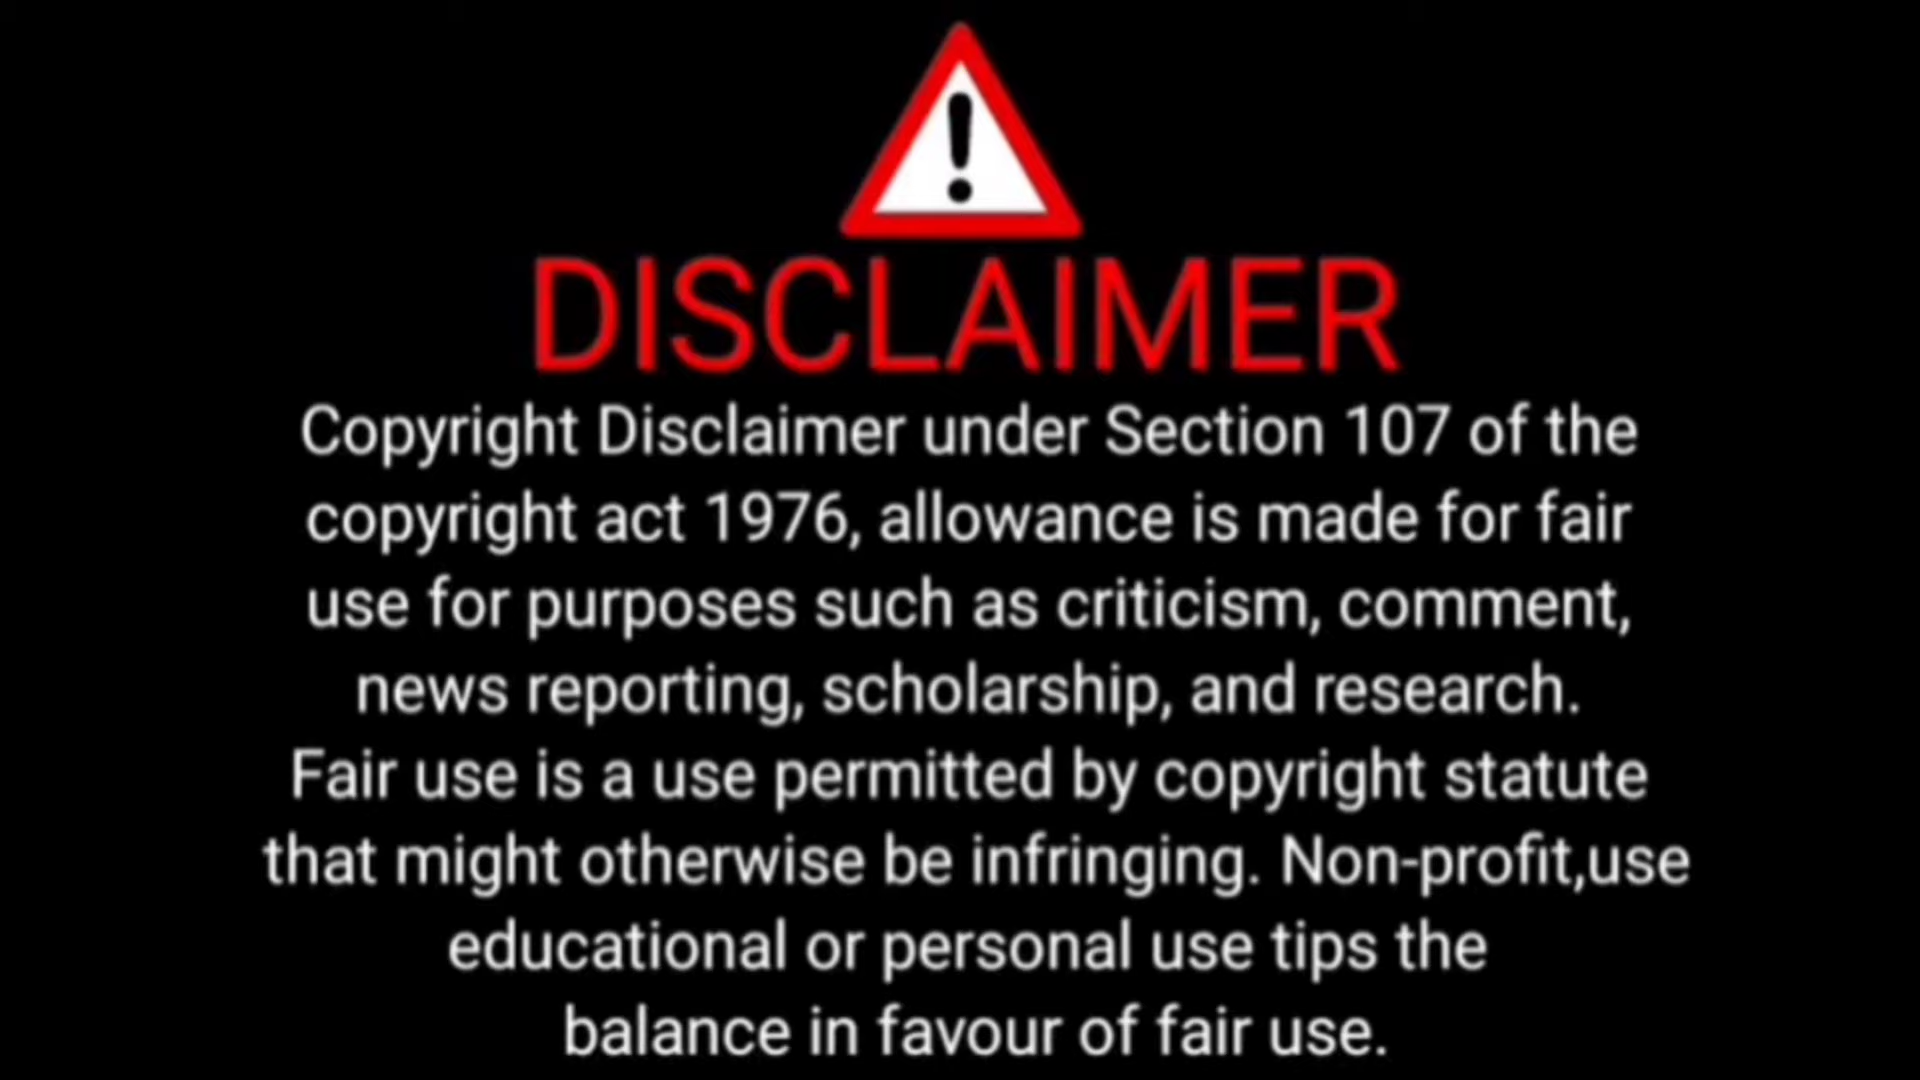 !
DISCLAIMER
Copyright Disclaimer under Section 107 of the
copyright act 1976, allowance is made for fair
use for purposes such as criticism, comment,
news reporting, scholarship, and research.
Fair use is a use permitted by copyright statute
that might otherwise be infringing. Non-profit,use
educational or personal use tips the
balance in favour of fair use.